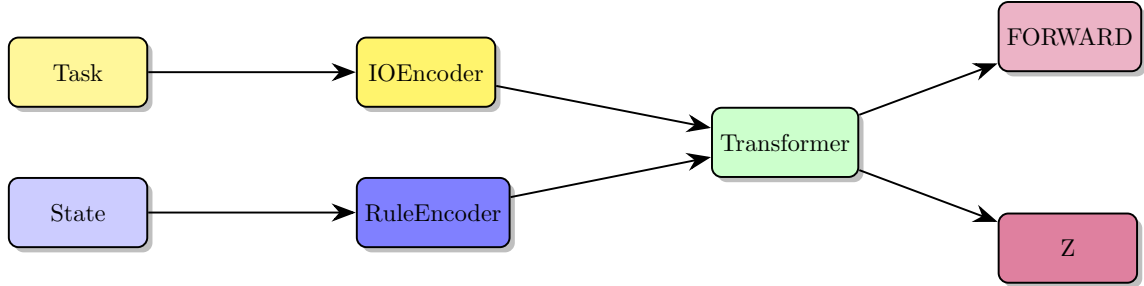 Task
IOEncoder
FORWARD
Transformer
State
RuleEncoder
Z